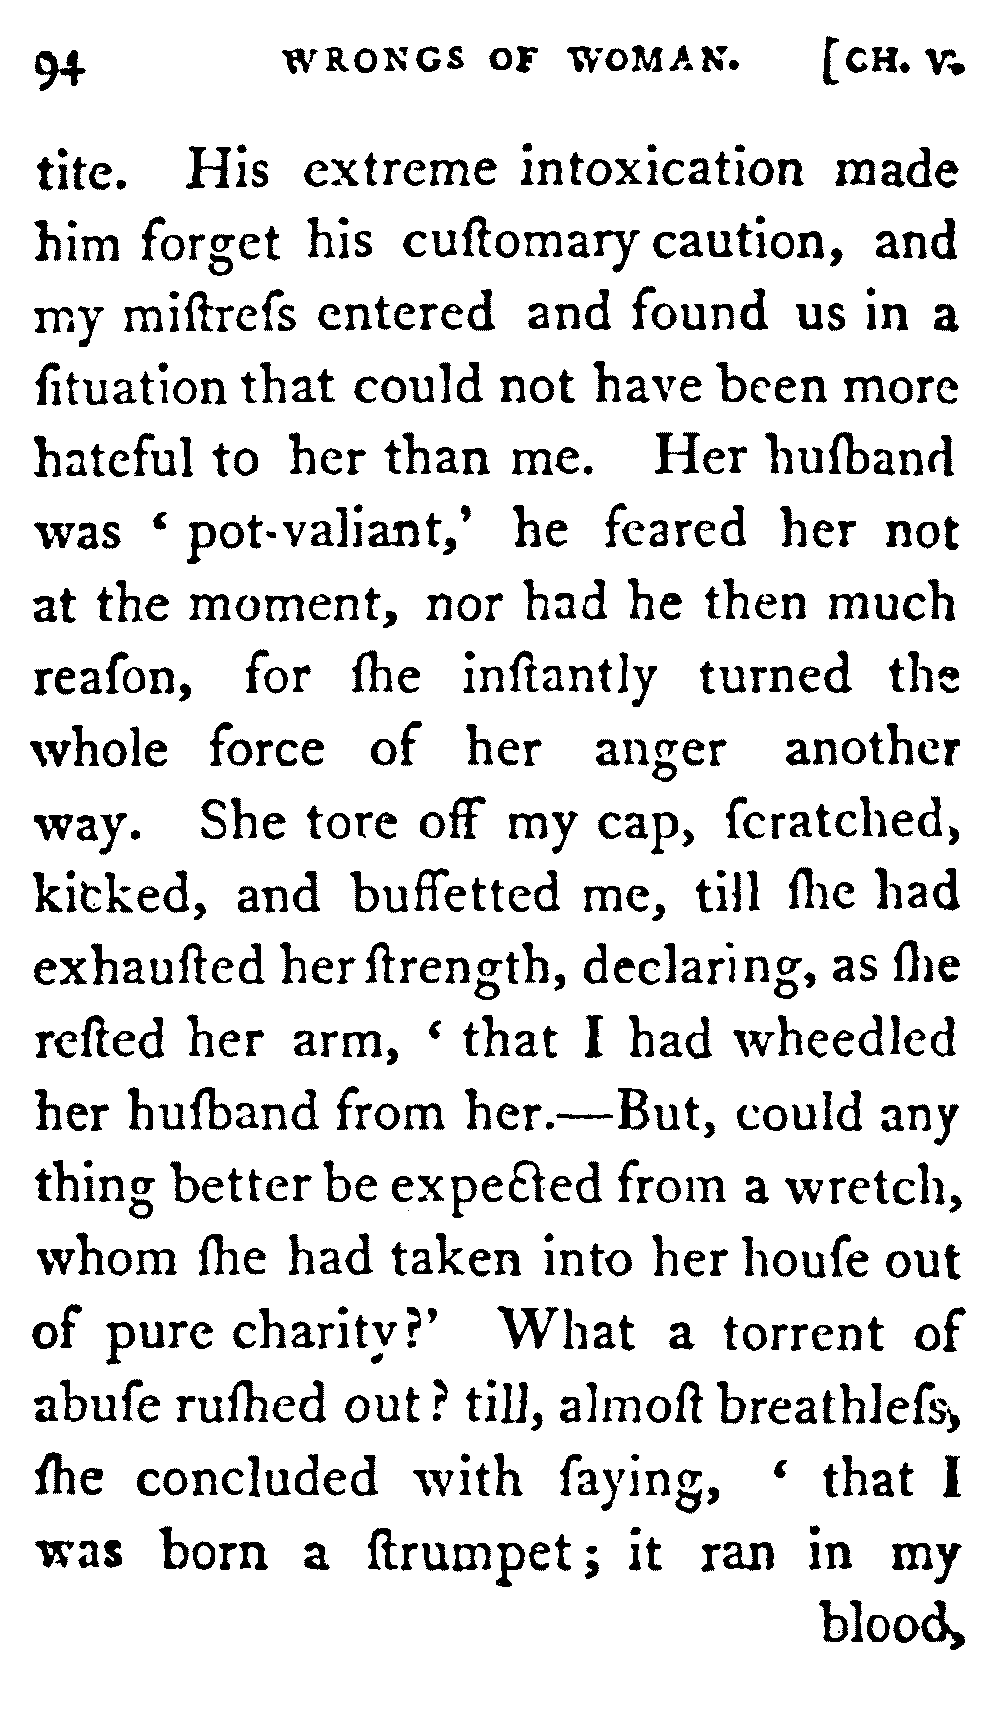 94 WRONGS OF WOMAN. [CH. V.
tite. His extreme intoxication made
him forget his cuſtomary caution, and
my miſtreſs entered and found us in a
ſituation that could not have been more
hateful to her than me. Her huſband
was ‘ pot-valiant,’ he feared her not
at the moment, nor had he then much
reaſon, for ſhe inſtantly turned the
whole force of her anger another
way. She tore off my cap, ſcratched,
kicked, and buffetted me, till ſhe had
exhauſted her ſtrength, declaring, as ſhe
reſted her arm, ‘ that I had wheedled
her huſband from her.—But, could any
thing better be expected from a wretch,
whom ſhe had taken into her houſe out
of pure charity?’ What a torrent of
abuſe ruſhed out ? till, almoſt breathleſs,
ſhe concluded with ſaying, ‘ that I
was born a ſtrumpet ; it ran in my
blood,